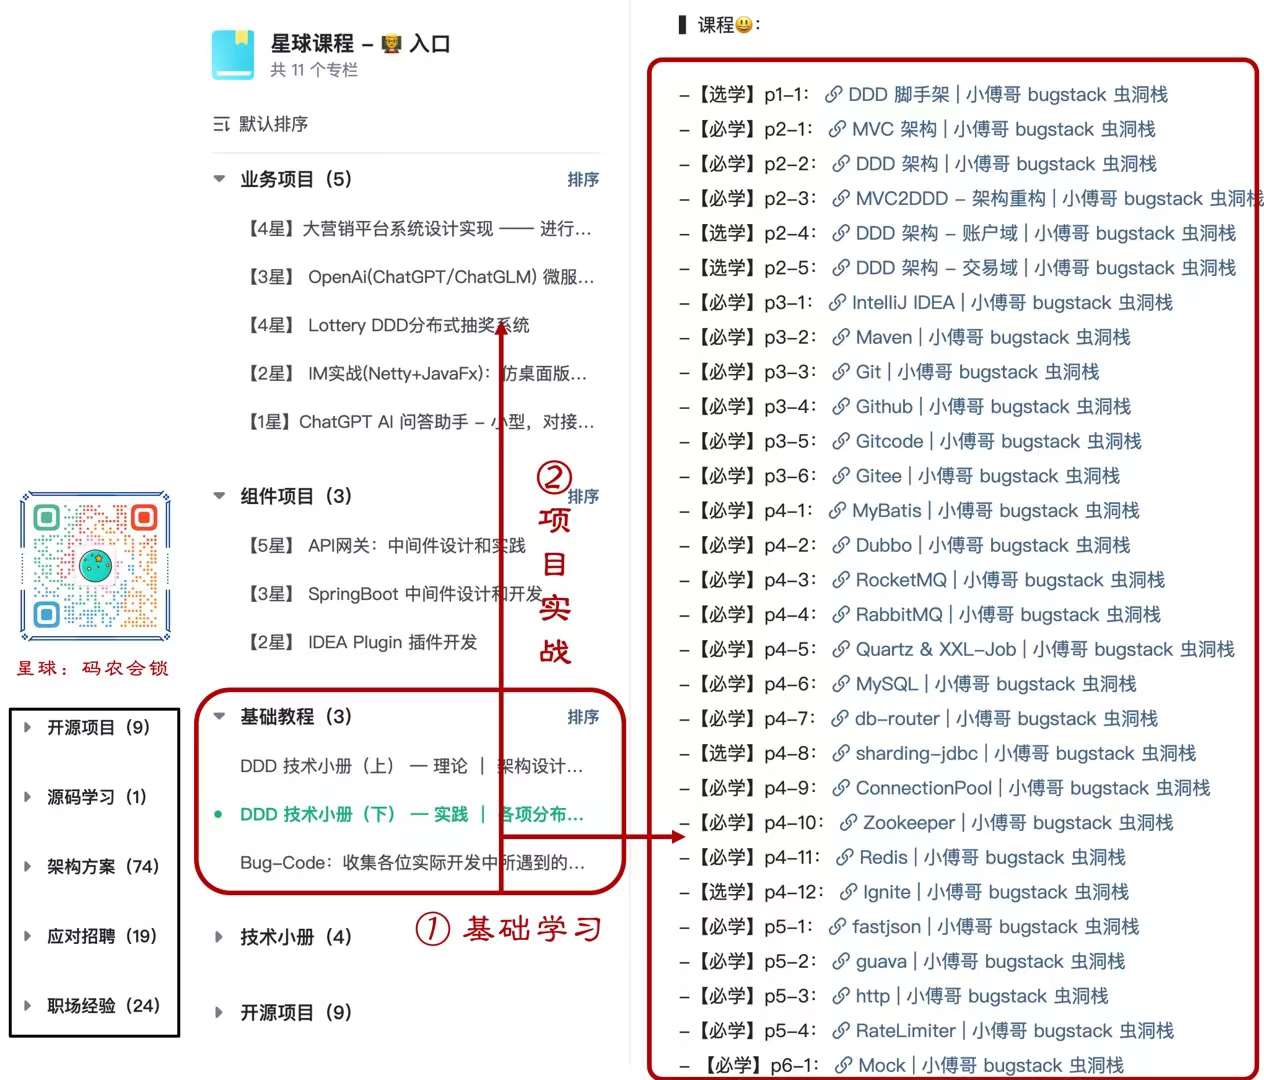 星球课程 – 入口
共 11 个专栏
默认排序
业务项目（5） 排序
【4星】大营销平台系统设计实现 —— 进行...
【3星】 OpenAi(ChatGPT/ChatGLM) 微服...
【4星】 Lottery DDD分布式抽奖系统
【2星】 IM实战(Netty+JavaFx)：仿桌面版...
【1星】ChatGPT AI 问答助手 – 小型，对接...
组件项目（3） 排序
【5星】 API网关：中间件设计和实践
【3星】 SpringBoot 中间件设计和开发
【2星】 IDEA Plugin 插件开发
② 项目实战
基础教程（3） 排序
DDD 技术小册（上） — 理论 ｜ 架构设计...
DDD 技术小册（下） — 实践 ｜ 各项分布...
Bug-Code：收集各位实际开发中所遇到的...
① 基础学习
技术小册（4）
开源项目（9）
星球：码农会锁
开源项目（9）
源码学习（1）
架构方案（74）
应对招聘（19）
职场经验（24）
课程😃：
–【选学】p1-1： DDD 脚手架 | 小傅哥 bugstack 虫洞栈
–【必学】p2-1： MVC 架构 | 小傅哥 bugstack 虫洞栈
–【必学】p2-2： DDD 架构 | 小傅哥 bugstack 虫洞栈
–【必学】p2-3： MVC2DDD – 架构重构 | 小傅哥 bugstack 虫洞栈
–【选学】p2-4： DDD 架构 – 账户域 | 小傅哥 bugstack 虫洞栈
–【选学】p2-5： DDD 架构 – 交易域 | 小傅哥 bugstack 虫洞栈
–【必学】p3-1： IntelliJ IDEA | 小傅哥 bugstack 虫洞栈
–【必学】p3-2： Maven | 小傅哥 bugstack 虫洞栈
–【必学】p3-3： Git | 小傅哥 bugstack 虫洞栈
–【必学】p3-4： Github | 小傅哥 bugstack 虫洞栈
–【必学】p3-5： Gitcode | 小傅哥 bugstack 虫洞栈
–【必学】p3-6： Gitee | 小傅哥 bugstack 虫洞栈
–【必学】p4-1： MyBatis | 小傅哥 bugstack 虫洞栈
–【必学】p4-2： Dubbo | 小傅哥 bugstack 虫洞栈
–【必学】p4-3： RocketMQ | 小傅哥 bugstack 虫洞栈
–【必学】p4-4： RabbitMQ | 小傅哥 bugstack 虫洞栈
–【必学】p4-5： Quartz & XXL-Job | 小傅哥 bugstack 虫洞栈
–【必学】p4-6： MySQL | 小傅哥 bugstack 虫洞栈
–【必学】p4-7： db-router | 小傅哥 bugstack 虫洞栈
–【选学】p4-8： sharding-jdbc | 小傅哥 bugstack 虫洞栈
–【必学】p4-9： ConnectionPool | 小傅哥 bugstack 虫洞栈
–【必学】p4-10： Zookeeper | 小傅哥 bugstack 虫洞栈
–【必学】p4-11： Redis | 小傅哥 bugstack 虫洞栈
–【选学】p4-12： Ignite | 小傅哥 bugstack 虫洞栈
–【必学】p5-1： fastjson | 小傅哥 bugstack 虫洞栈
–【必学】p5-2： guava | 小傅哥 bugstack 虫洞栈
–【必学】p5-3： http | 小傅哥 bugstack 虫洞栈
–【必学】p5-4： RateLimiter | 小傅哥 bugstack 虫洞栈
–【必学】p6-1： Mock | 小傅哥 bugstack 虫洞栈